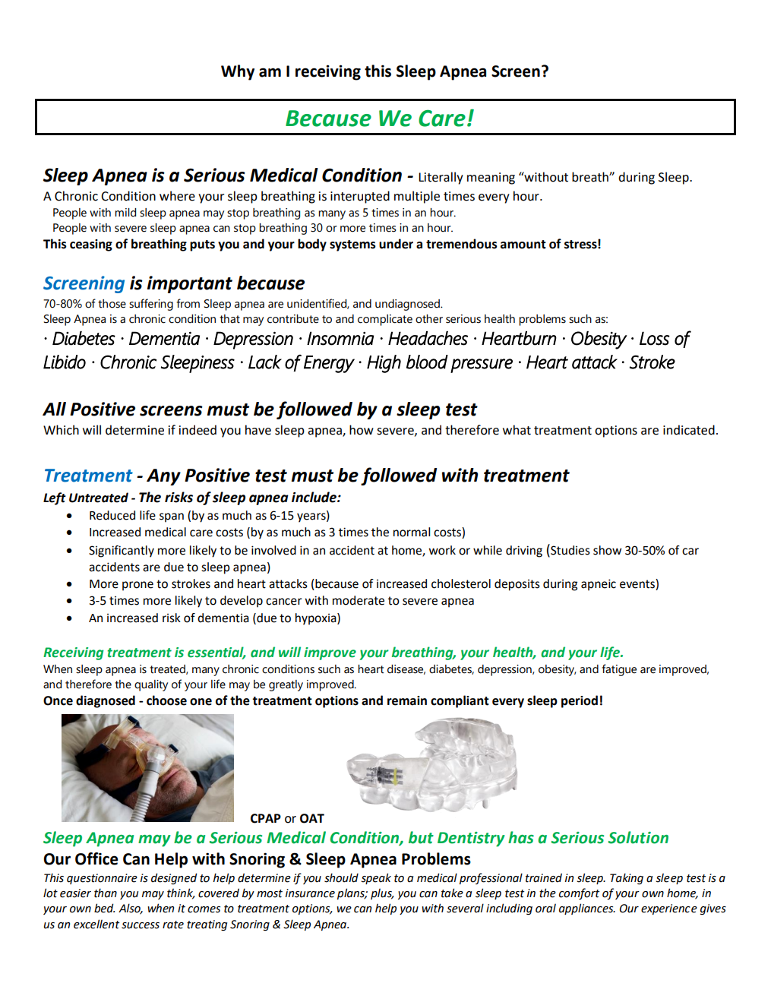 Why am I receiving this Sleep Apnea Screen?
Because We Care!
Sleep Apnea is a Serious Medical Condition - Literally meaning “without breath” during Sleep.
A Chronic Condition where your sleep breathing is interupted multiple times every hour.
People with mild sleep apnea may stop breathing as many as 5 times in an hour.
People with severe sleep apnea can stop breathing 30 or more times in an hour.
This ceasing of breathing puts you and your body systems under a tremendous amount of stress!
Screening is important because
70-80% of those suffering from Sleep apnea are unidentified, and undiagnosed.
Sleep Apnea is a chronic condition that may contribute to and complicate other serious health problems such as:
· Diabetes · Dementia · Depression · Insomnia · Headaches · Heartburn · Obesity · Loss of
Libido · Chronic Sleepiness · Lack of Energy · High blood pressure · Heart attack · Stroke
All Positive screens must be followed by a sleep test
Which will determine if indeed you have sleep apnea, how severe, and therefore what treatment options are indicated.
Treatment - Any Positive test must be followed with treatment
Left Untreated - The risks of sleep apnea include:
• Reduced life span (by as much as 6-15 years)
• Increased medical care costs (by as much as 3 times the normal costs)
• Significantly more likely to be involved in an accident at home, work or while driving (Studies show 30-50% of car
accidents are due to sleep apnea)
• More prone to strokes and heart attacks (because of increased cholesterol deposits during apneic events)
• 3-5 times more likely to develop cancer with moderate to severe apnea
• An increased risk of dementia (due to hypoxia)
Receiving treatment is essential, and will improve your breathing, your health, and your life.
When sleep apnea is treated, many chronic conditions such as heart disease, diabetes, depression, obesity, and fatigue are improved,
and therefore the quality of your life may be greatly improved.
Once diagnosed - choose one of the treatment options and remain compliant every sleep period!
CPAP or OAT
Sleep Apnea may be a Serious Medical Condition, but Dentistry has a Serious Solution
Our Office Can Help with Snoring & Sleep Apnea Problems
This questionnaire is designed to help determine if you should speak to a medical professional trained in sleep. Taking a sleep test is a
lot easier than you may think, covered by most insurance plans; plus, you can take a sleep test in the comfort of your own home, in
your own bed. Also, when it comes to treatment options, we can help you with several including oral appliances. Our experience gives
us an excellent success rate treating Snoring & Sleep Apnea.